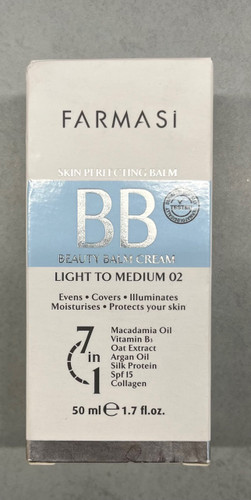 FARMASi
SKIN PERFECTING BALM
BB
BEAUTY BALM CREAM
LIGHT TO MEDIUM 02
Evens • Covers • Illuminates
Moisturises • Protects your skin
7 in 1
Macadamia Oil
Vitamin B₅
Oat Extract
Argan Oil
Silk Protein
Spf 15
Collagen
50 ml ℮ 1.7 fl.oz.